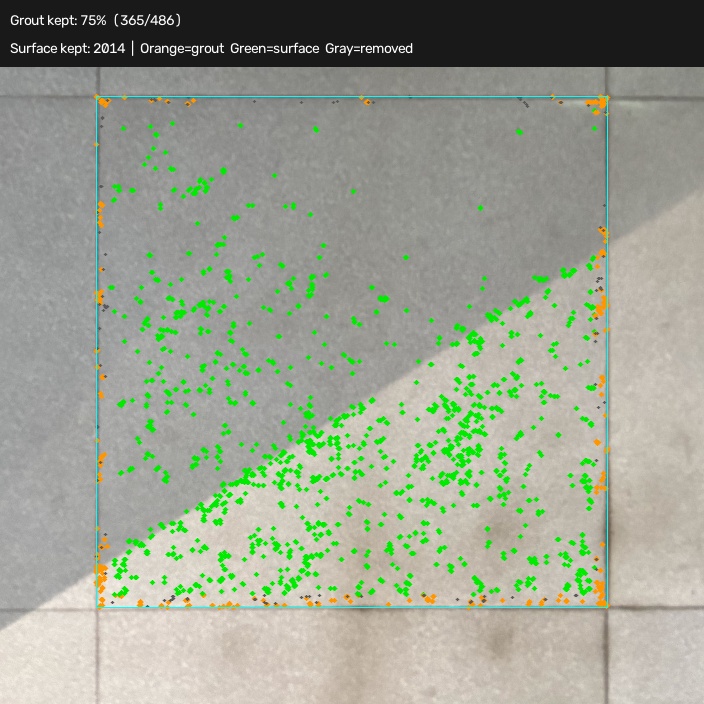 Grout kept: 75% (365/486)
Surface kept: 2014 | Orange=grout Green=surface Gray=removed